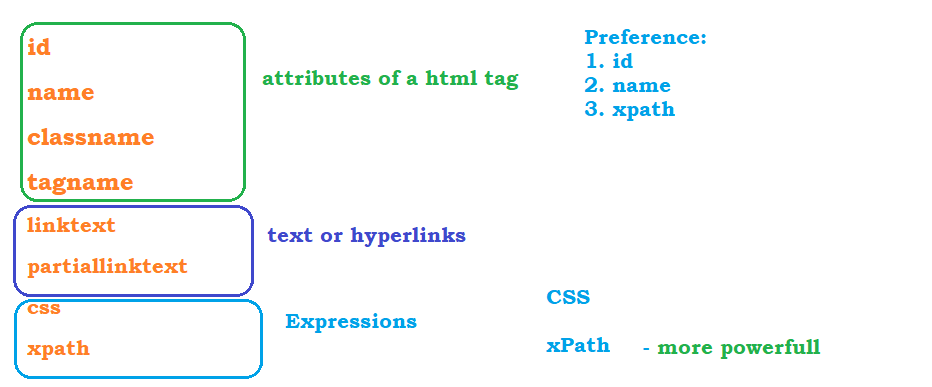 id
name
classname
tagname
attributes of a html tag
linktext
partiallinktext
text or hyperlinks
css
xpath
Expressions
Preference:
1. id
2. name
3. xpath
CSS
xPath - more powerfull